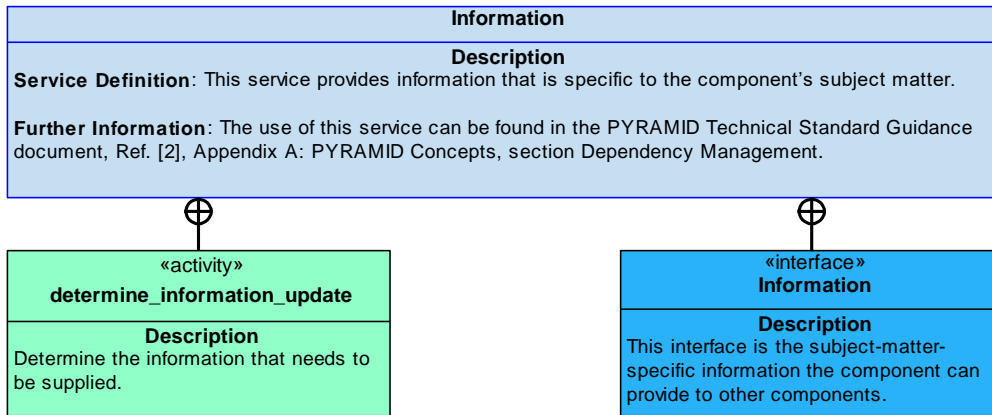 Information
Description
Service Definition: This service provides information that is specific to the component's subject matter.
Further Information: The use of this service can be found in the PYRAMID Technical Standard Guidance
document, Ref. [2], Appendix A: PYRAMID Concepts, section Dependency Management.
«activity»
determine_information_update
Description
Determine the information that needs to
be supplied.
«interface»
Information
Description
This interface is the subject-matter-
specific information the component can
provide to other components.